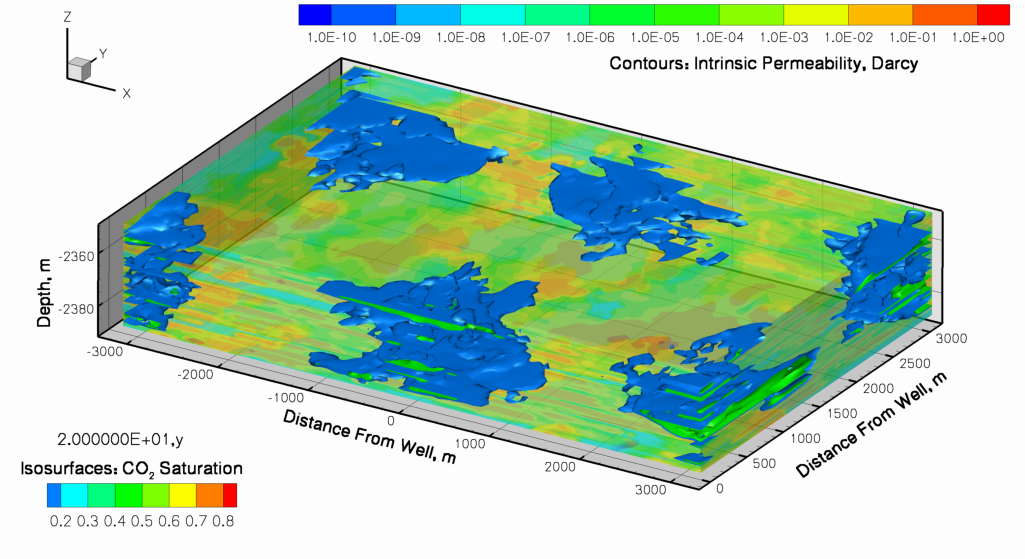 Z
Y
X
1.0E-10 1.0E-09 1.0E-08 1.0E-07 1.0E-06 1.0E-05 1.0E-04 1.0E-03 1.0E-02 1.0E-01 1.0E+00
Contours: Intrinsic Permeability, Darcy
Depth, m
-2360
-2380
-3000
-2000
-1000
0
1000
2000
3000
Distance From Well, m
0
500
1000
1500
2000
2500
3000
Distance From Well, m
2.000000E+01,y
Isosurfaces: CO₂ Saturation
0.2 0.3 0.4 0.5 0.6 0.7 0.8